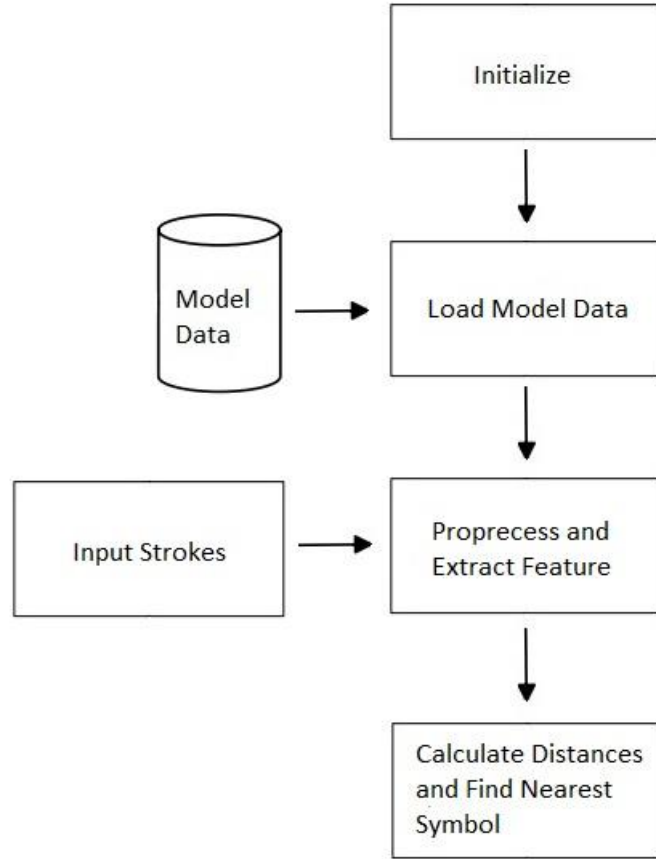 Initialize
Model
Data
Load Model Data
Input Strokes
Proprecess and
Extract Feature
Calculate Distances
and Find Nearest
Symbol